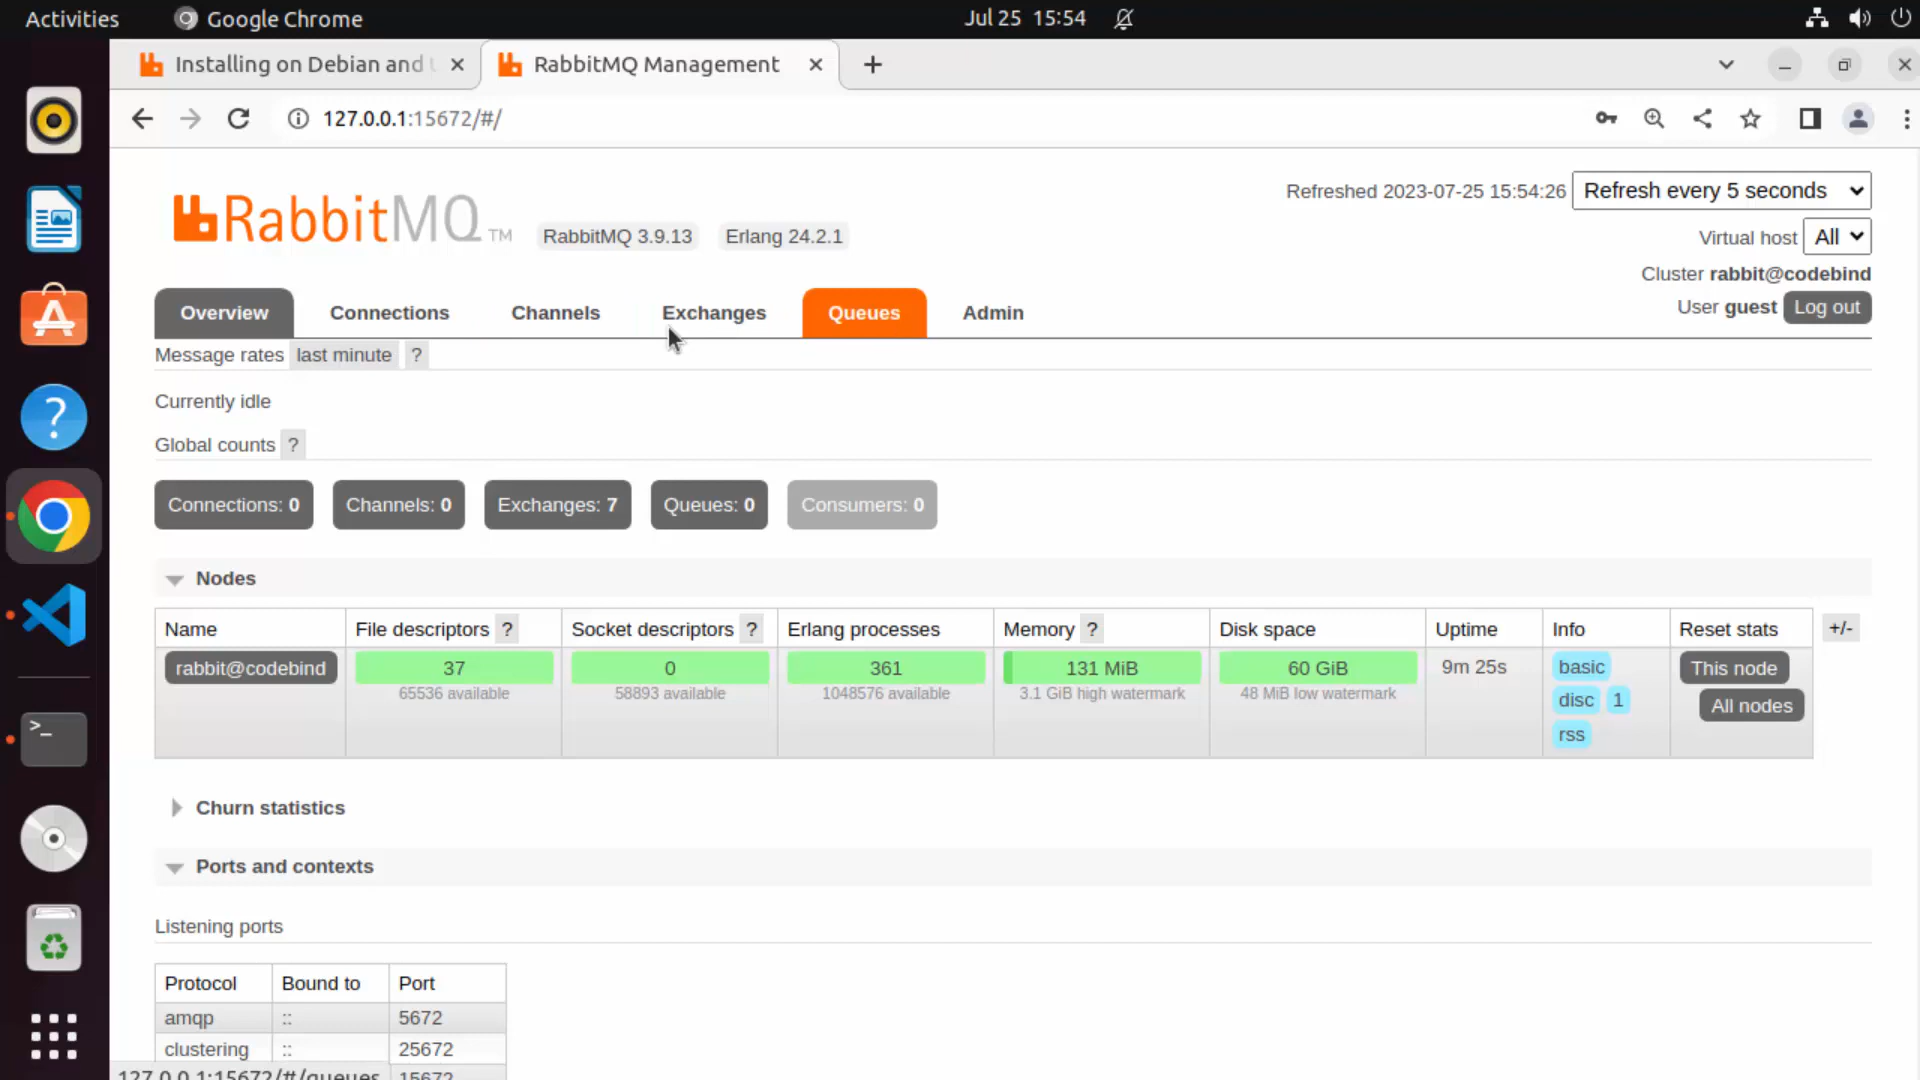 Activities
Google Chrome
Jul 25 15:54
Installing on Debian and
RabbitMQ Management
127.0.0.1:15672/#/
RabbitMQ TM
RabbitMQ 3.9.13
Erlang 24.2.1
Refreshed 2023-07-25 15:54:26
Refresh every 5 seconds
Virtual host All
Cluster rabbit@codebind
User guest Log out
Overview
Connections
Channels
Exchanges
Queues
Admin
Message rates last minute ?
Currently idle
Global counts ?
Connections: 0
Channels: 0
Exchanges: 7
Queues: 0
Consumers: 0
Nodes
Name
File descriptors ?
Socket descriptors ?
Erlang processes
Memory ?
Disk space
Uptime
Info
Reset stats
+/-
rabbit@codebind
37
65536 available
0
58893 available
361
1048576 available
131 MiB
3.1 GiB high watermark
60 GiB
48 MiB low watermark
9m 25s
basic
disc 1
rss
This node
All nodes
Churn statistics
Ports and contexts
Listening ports
Protocol Bound to Port
amqp :: 5672
clustering :: 25672
127.0.0.1:15672/#/queues 15672